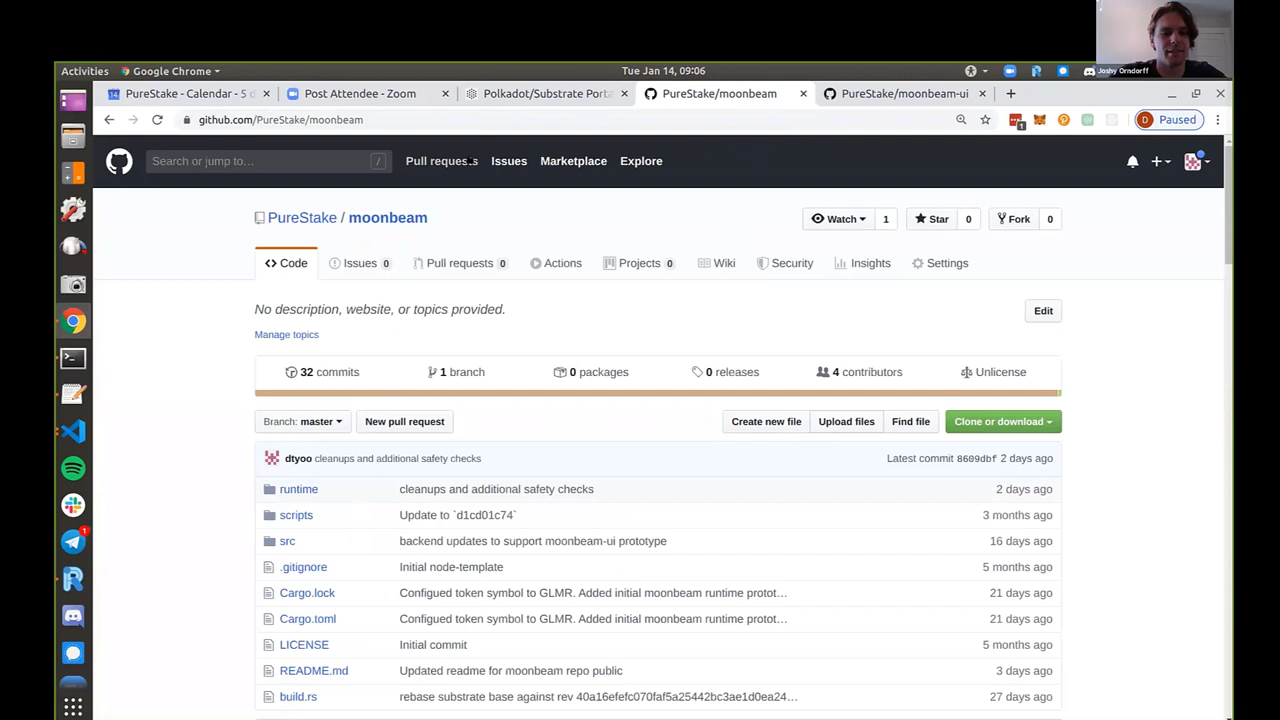 Joshy Orndorff
Activities Google Chrome Tue Jan 14, 09:06
PureStake - Calendar - 5 d Post Attendee - Zoom Polkadot/Substrate Porta PureStake/moonbeam PureStake/moonbeam-ui
github.com/PureStake/moonbeam 1 D Paused
Search or jump to… / Pull requests Issues Marketplace Explore
PureStake / moonbeam Watch 1 Star 0 Fork 0
Code Issues 0 Pull requests 0 Actions Projects 0 Wiki Security Insights Settings
No description, website, or topics provided. Edit
Manage topics
32 commits 1 branch 0 packages 0 releases 4 contributors Unlicense
Branch: master New pull request Create new file Upload files Find file Clone or download
dtyoo cleanups and additional safety checks Latest commit 8609dbf 2 days ago
runtime cleanups and additional safety checks 2 days ago
scripts Update to `d1cd01c74` 3 months ago
src backend updates to support moonbeam-ui prototype 16 days ago
.gitignore Initial node-template 5 months ago
Cargo.lock Configued token symbol to GLMR. Added initial moonbeam runtime protot… 21 days ago
Cargo.toml Configued token symbol to GLMR. Added initial moonbeam runtime protot… 21 days ago
LICENSE Initial commit 5 months ago
README.md Updated readme for moonbeam repo public 3 days ago
build.rs rebase substrate base against rev 40a16efefc070faf5a25442bc3ae1d0ea24… 27 days ago